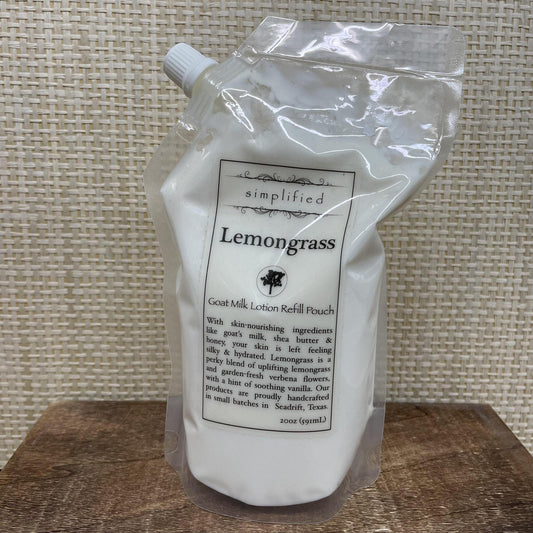 simplified
Lemongrass
Goat Milk Lotion Refill Pouch
With skin-nourishing ingredients
like goat's milk, shea butter &
honey, your skin is left feeling
silky & hydrated. Lemongrass is a
perky blend of uplifting lemongrass
and garden-fresh verbena flowers,
with a hint of soothing vanilla. Our
products are proudly handcrafted
in small batches in Seadrift, Texas.
20oz (591mL)